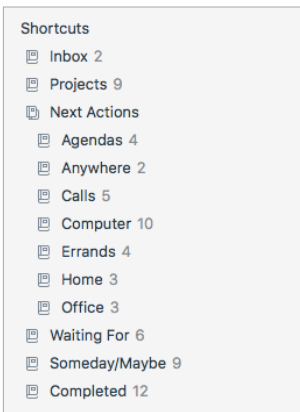 Shortcuts
Inbox 2
Projects 9
Next Actions
Agendas 4
Anywhere 2
Calls 5
Computer 10
Errands 4
Home 3
Office 3
Waiting For 6
Someday/Maybe 9
Completed 12